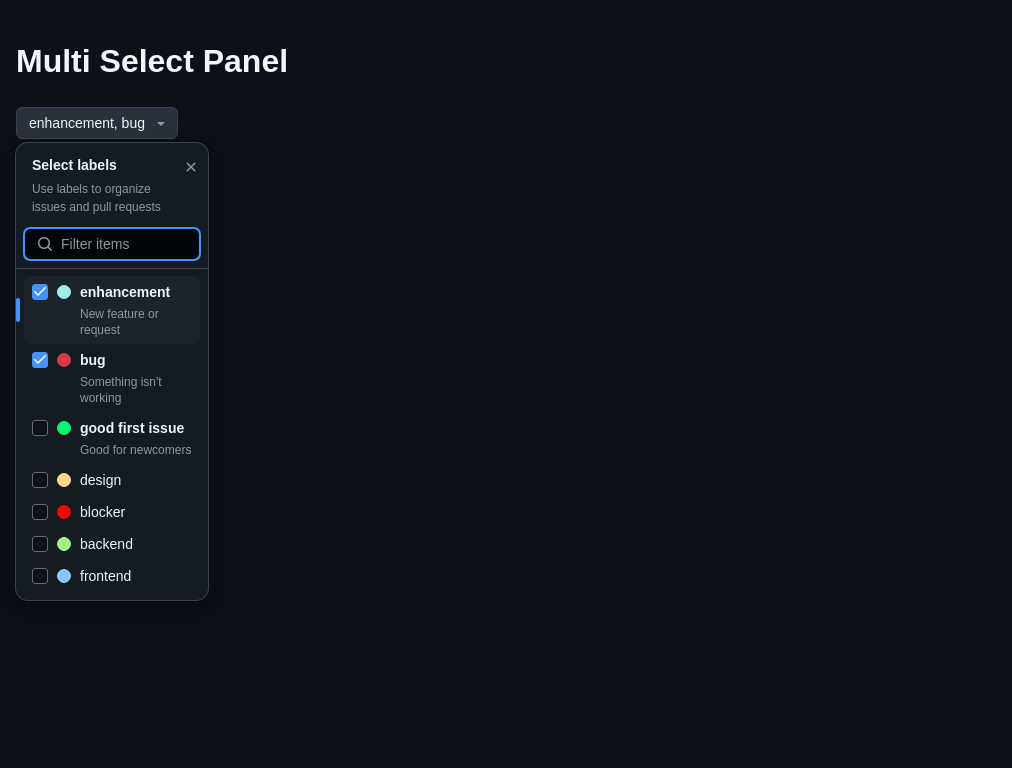 Multi Select Panel
enhancement, bug
Select labels
Use labels to organize
issues and pull requests
Filter items
enhancement
New feature or
request
bug
Something isn't
working
good first issue
Good for newcomers
design
blocker
backend
frontend